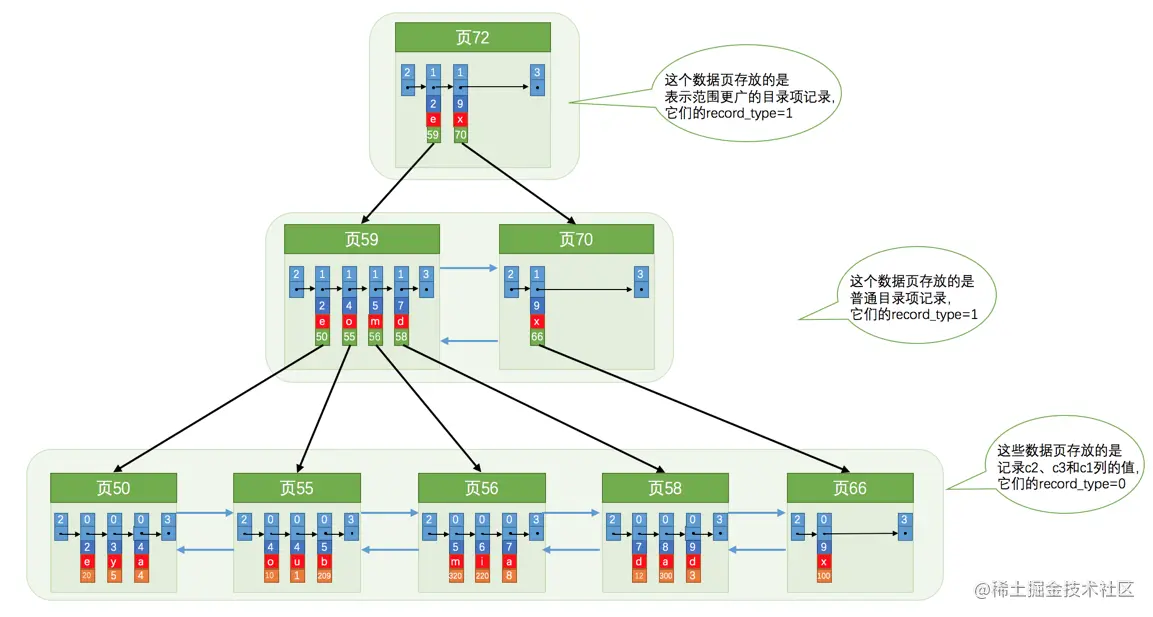 页72
2 1 1 3
2 9
e x
59 70
这个数据页存放的是
表示范围更广的目录项记录,
它们的record_type=1
页59
2 1 1 1 1 3
2 4 5 7
e o m d
50 55 56 58
页70
2 1 3
9
x
66
这个数据页存放的是
普通目录项记录,
它们的record_type=1
页50
2 0 0 0 3
2 3 4
e y a
20 5 4
页55
2 0 0 0 3
4 4 5
o u b
10 1 209
页56
2 0 0 0 3
5 6 7
m i a
320 220 8
页58
2 0 0 0 3
7 8 9
d a d
12 300 3
页66
2 0 3
9
x
100
这些数据页存放的是
记录c2、c3和c1列的值,
它们的record_type=0
@稀土掘金技术社区